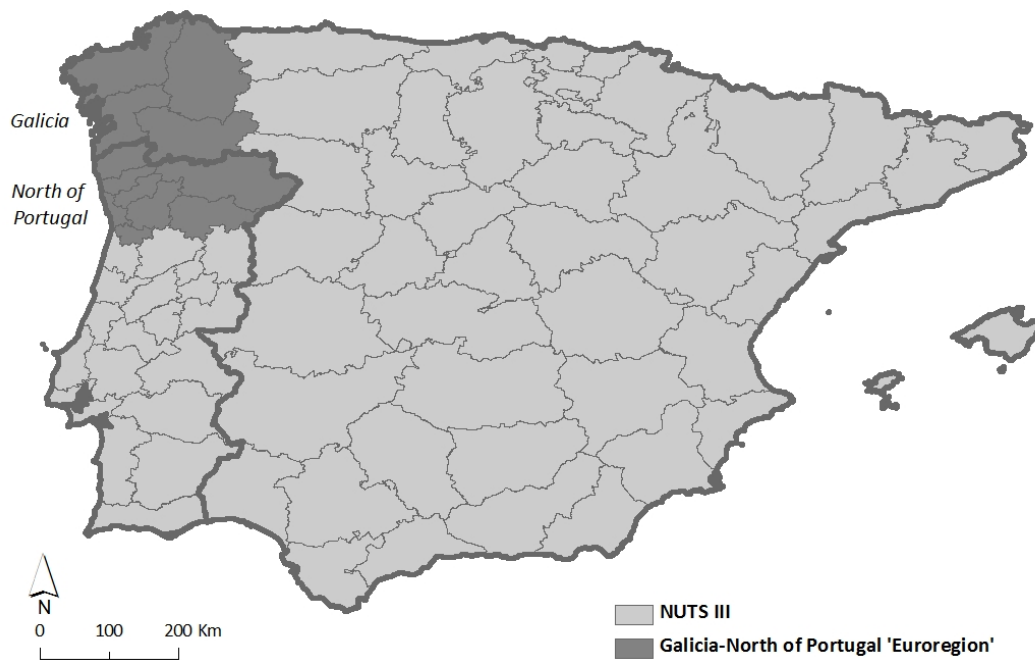 Galicia
North of
Portugal
N
0 100 200 Km
NUTS III
Galicia-North of Portugal 'Euroregion'